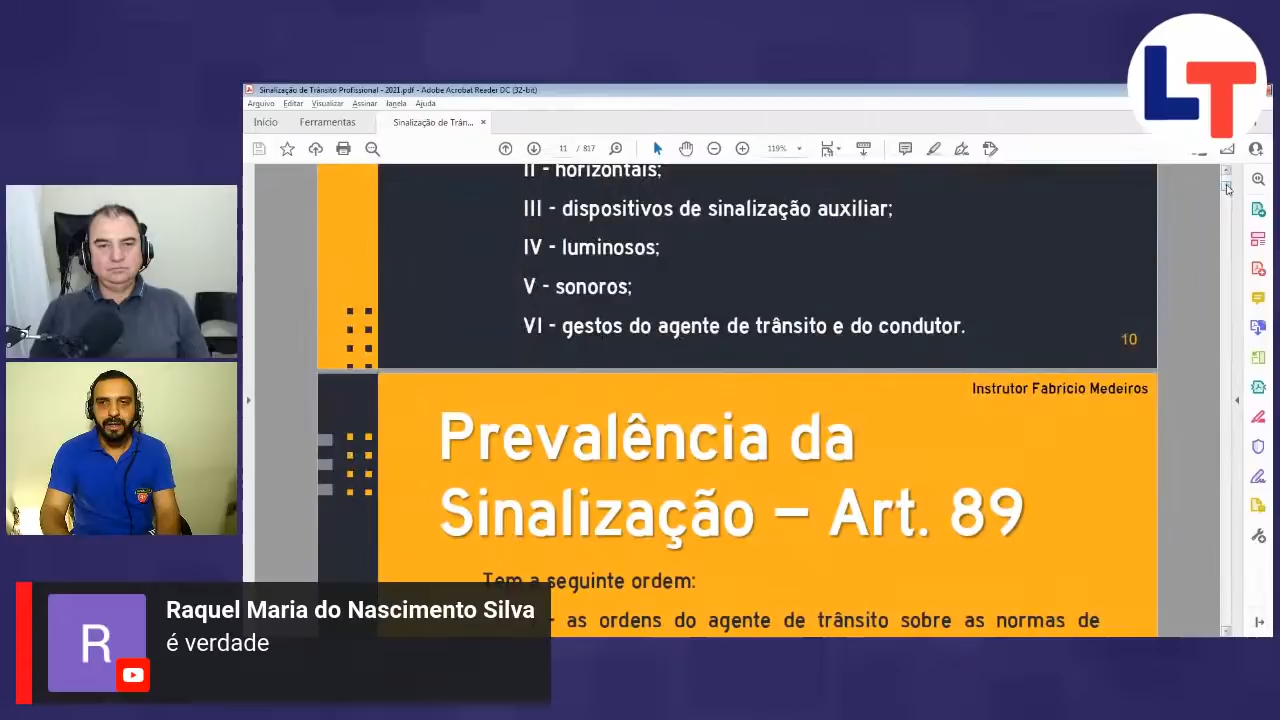 LT
Sinalização de Trânsito Profissional - 2021.pdf - Adobe Acrobat Reader DC (32-bit)
Arquivo Editar Visualizar Assinar Janela Ajuda
Início Ferramentas Sinalização de Trân... ×
11 / 817 119%
II - horizontais;
III - dispositivos de sinalização auxiliar;
IV - luminosos;
V - sonoros;
VI - gestos do agente de trânsito e do condutor.
10
Instrutor Fabricio Medeiros
Prevalência da
Sinalização – Art. 89
Tem a seguinte ordem:
- as ordens do agente de trânsito sobre as normas de
R
Raquel Maria do Nascimento Silva
é verdade